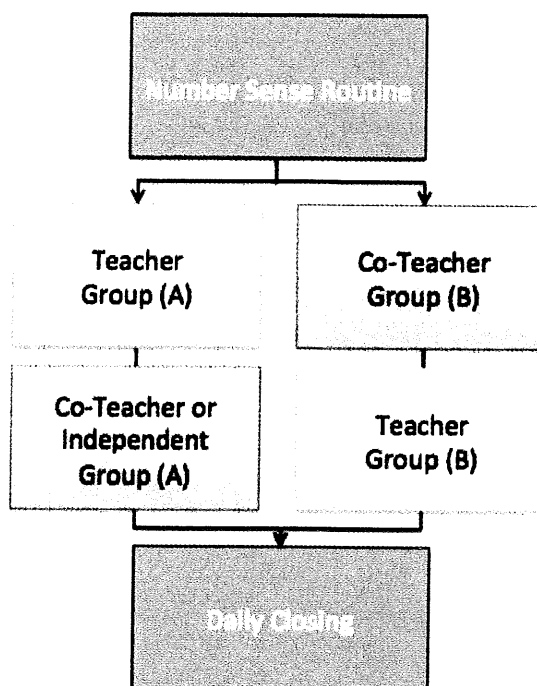 Number Sense Routine
Teacher
Group (A)
Co-Teacher
Group (B)
Co-Teacher or
Independent
Group (A)
Teacher
Group (B)
Daily Closing